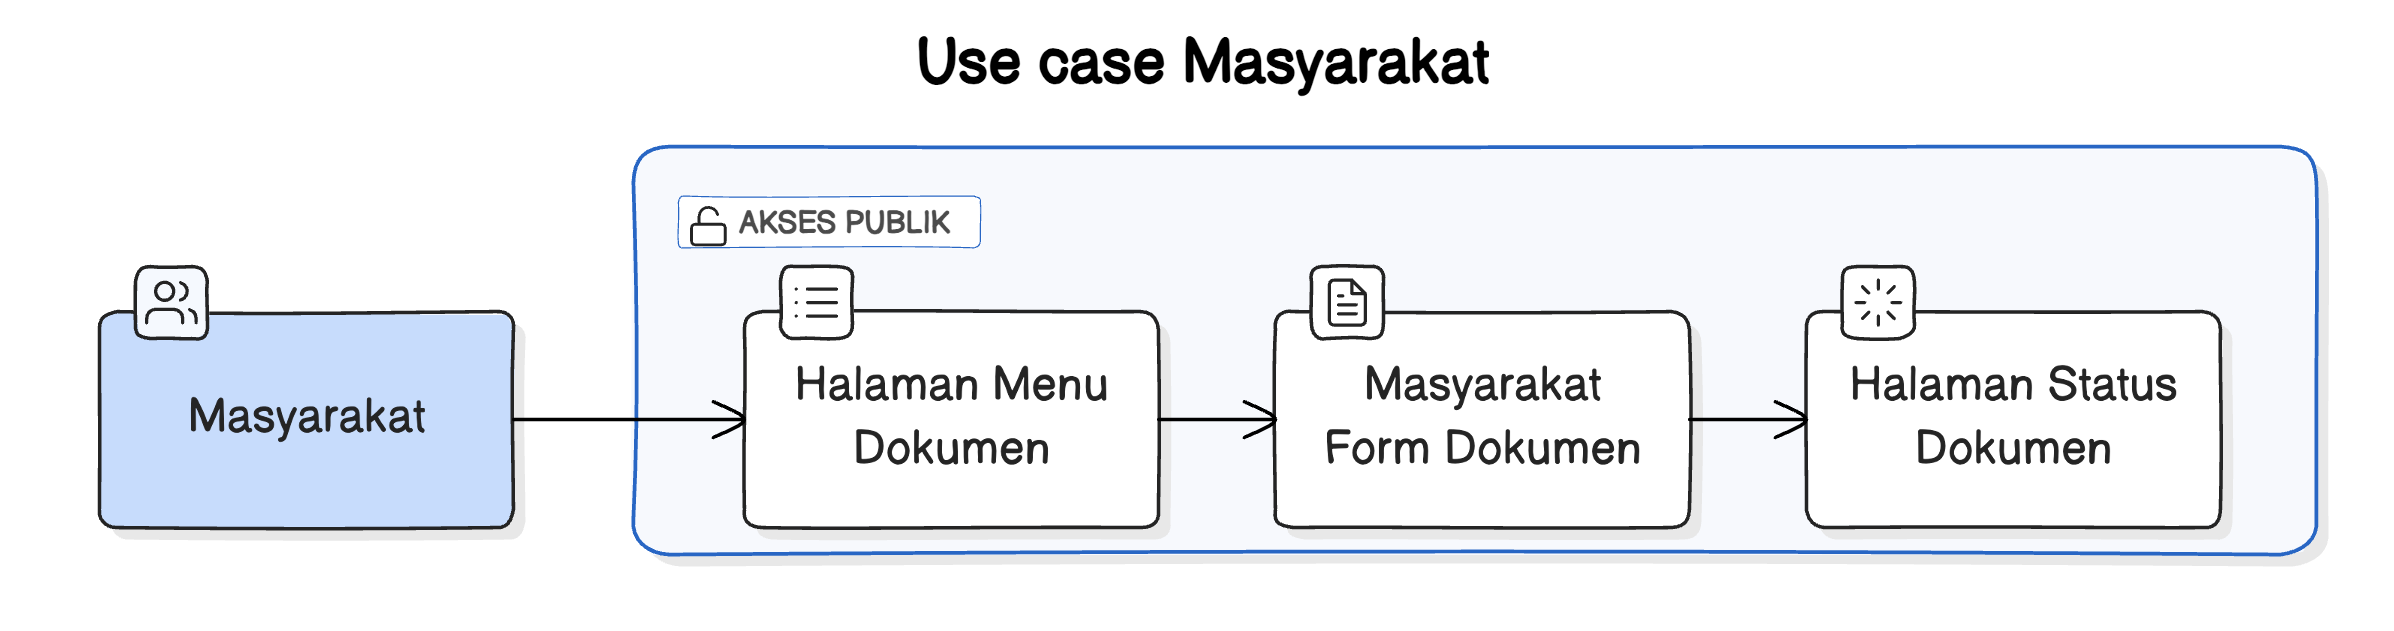 Use case Masyarakat
AKSES PUBLIK
Masyarakat
Halaman Menu
Dokumen
Masyarakat
Form Dokumen
Halaman Status
Dokumen